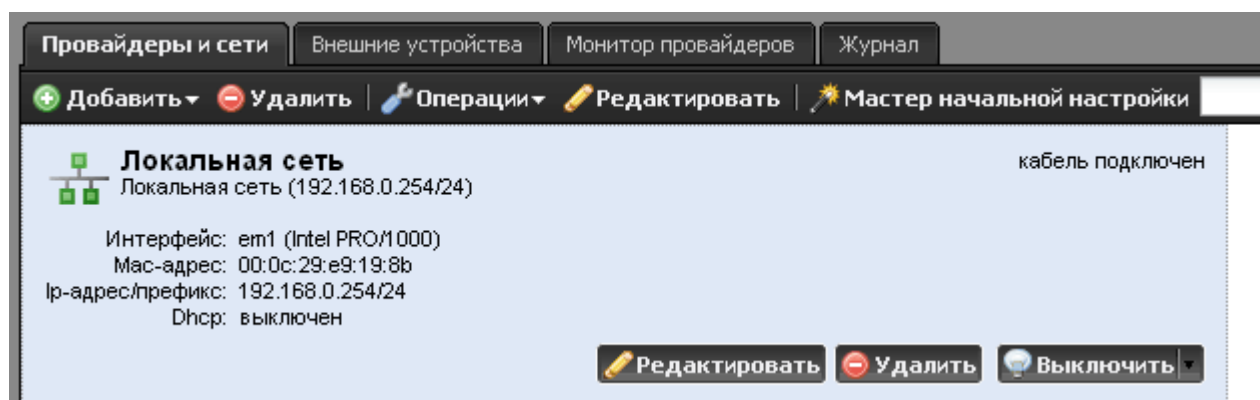 Провайдеры и сети Внешние устройства Монитор провайдеров Журнал
Добавить Удалить Операции Редактировать Мастер начальной настройки
Локальная сеть кабель подключен
Локальная сеть (192.168.0.254/24)
Интерфейс: em1 (Intel PRO/1000)
Mac-адрес: 00:0c:29:e9:19:8b
Ip-адрес/префикс: 192.168.0.254/24
Dhcp: выключен
Редактировать Удалить Выключить